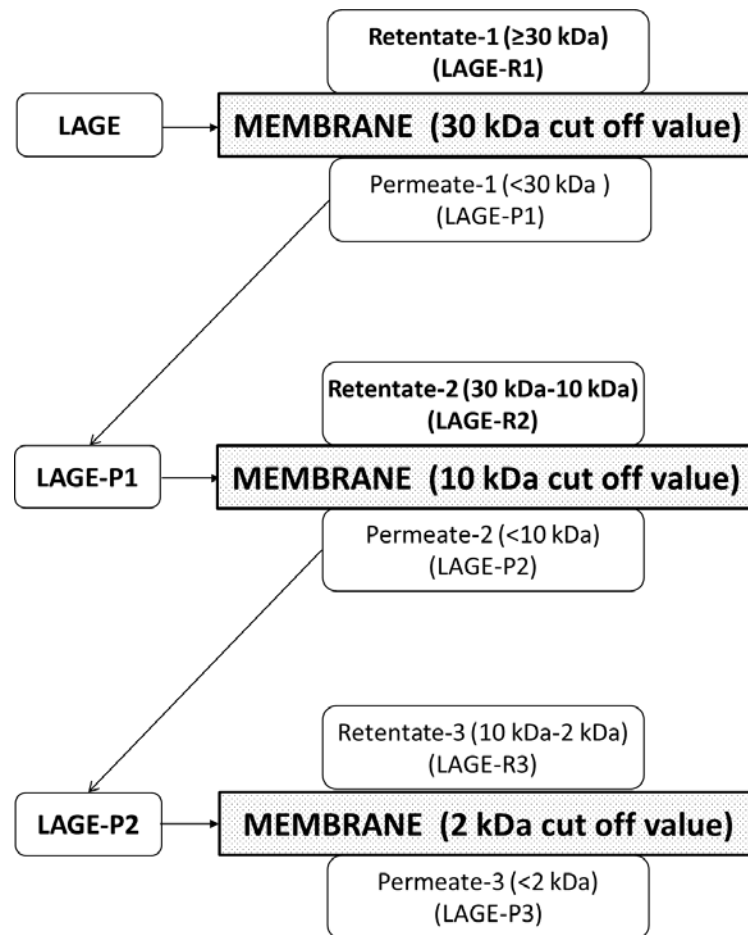 Retentate-1 (≥30 kDa)
(LAGE-R1)
LAGE
MEMBRANE (30 kDa cut off value)
Permeate-1 (<30 kDa )
(LAGE-P1)
Retentate-2 (30 kDa-10 kDa)
(LAGE-R2)
LAGE-P1
MEMBRANE (10 kDa cut off value)
Permeate-2 (<10 kDa)
(LAGE-P2)
Retentate-3 (10 kDa-2 kDa)
(LAGE-R3)
LAGE-P2
MEMBRANE (2 kDa cut off value)
Permeate-3 (<2 kDa)
(LAGE-P3)